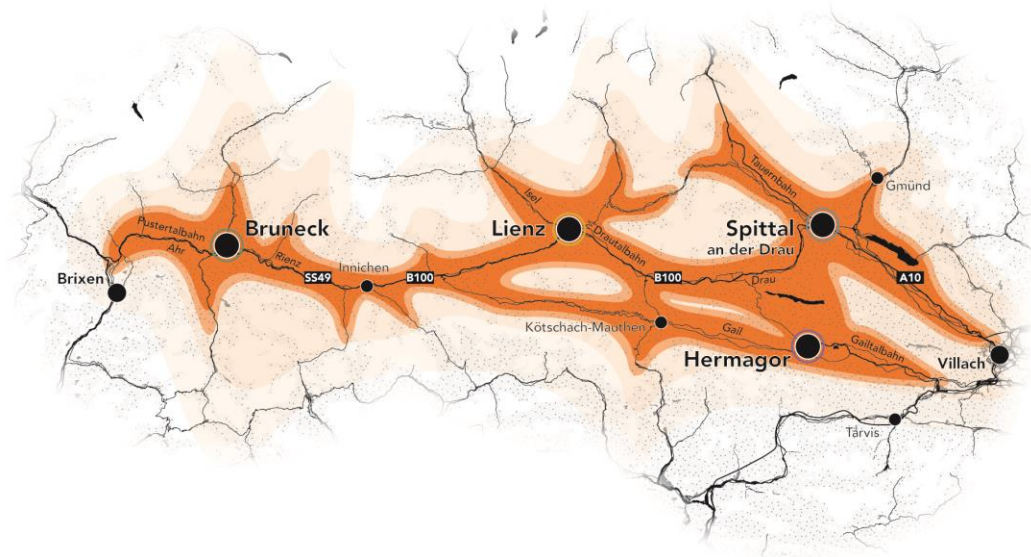 Tauernbahn
Gmünd
Isel
Pustertalbahn
Bruneck
Lienz
Drautalbahn
Spittal
an der Drau
Ahr
Rienz
Innichen
Brixen
SS49
B100
B100
Drau
A10
Kötschach-Mauthen
Gail
Hermagor
Gailtalbahn
Villach
Tarvis